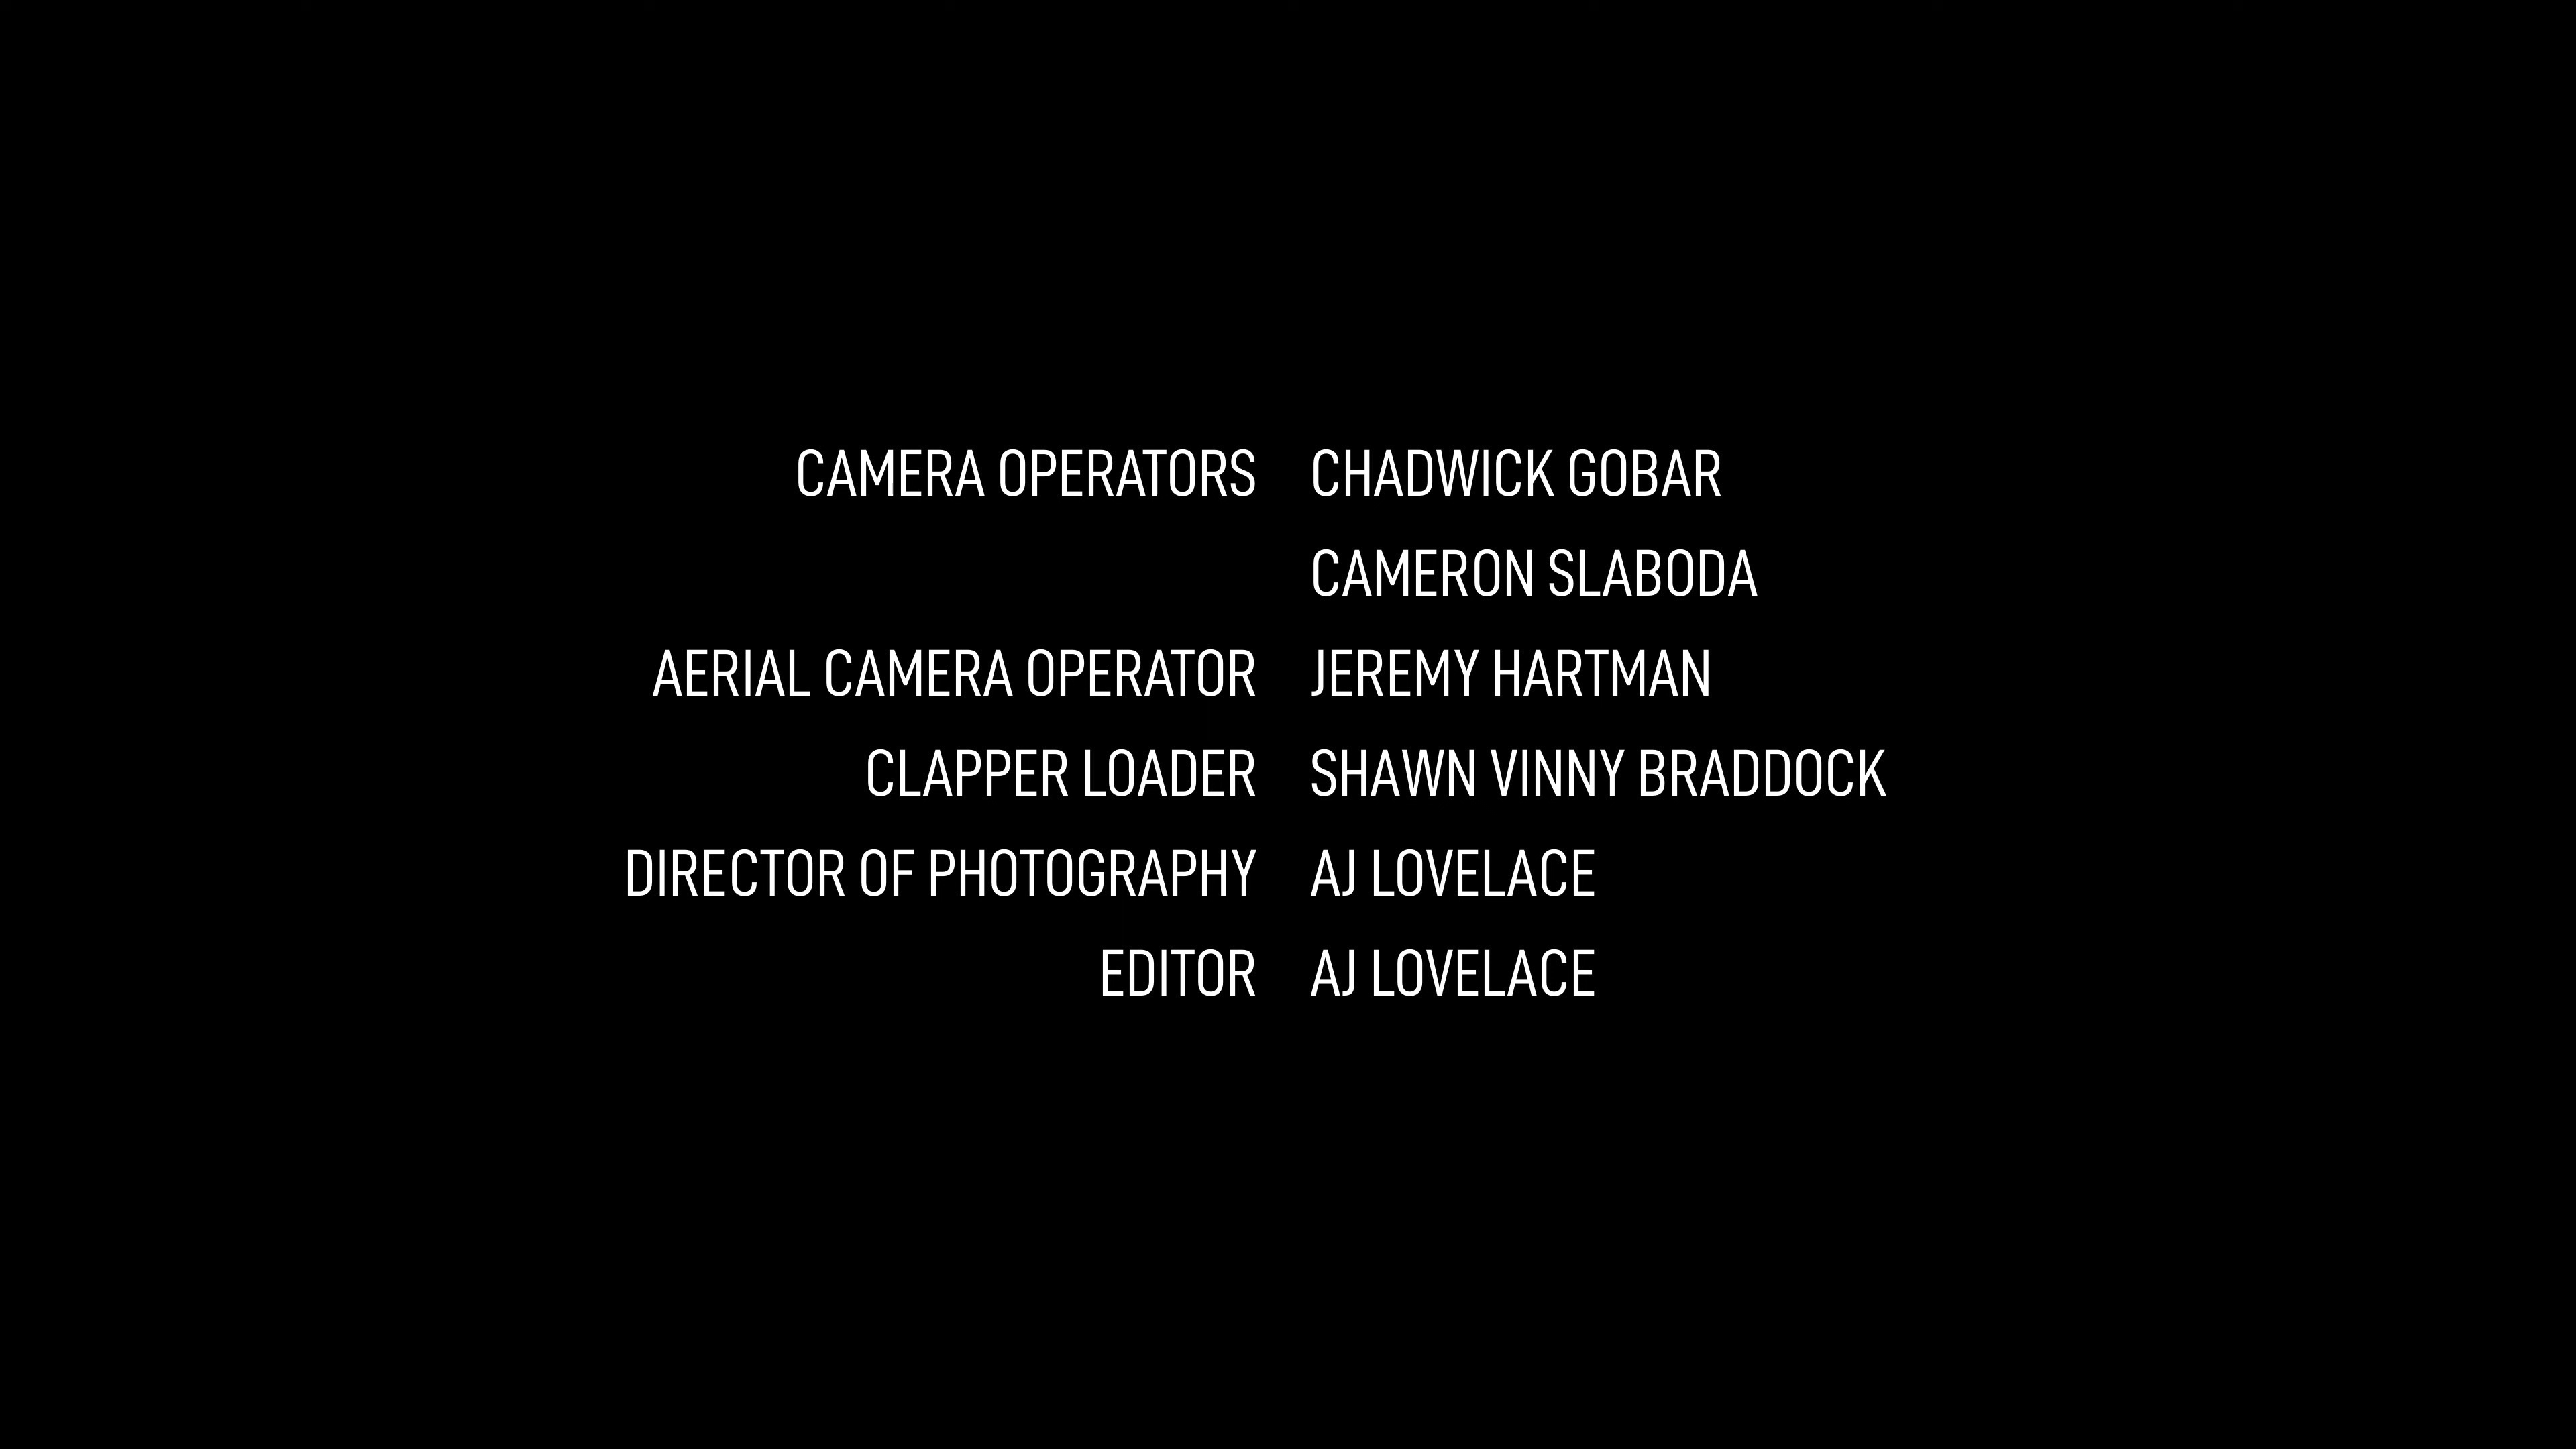 CAMERA OPERATORS CHADWICK GOBAR
CAMERON SLABODA
AERIAL CAMERA OPERATOR JEREMY HARTMAN
CLAPPER LOADER SHAWN VINNY BRADDOCK
DIRECTOR OF PHOTOGRAPHY AJ LOVELACE
EDITOR AJ LOVELACE